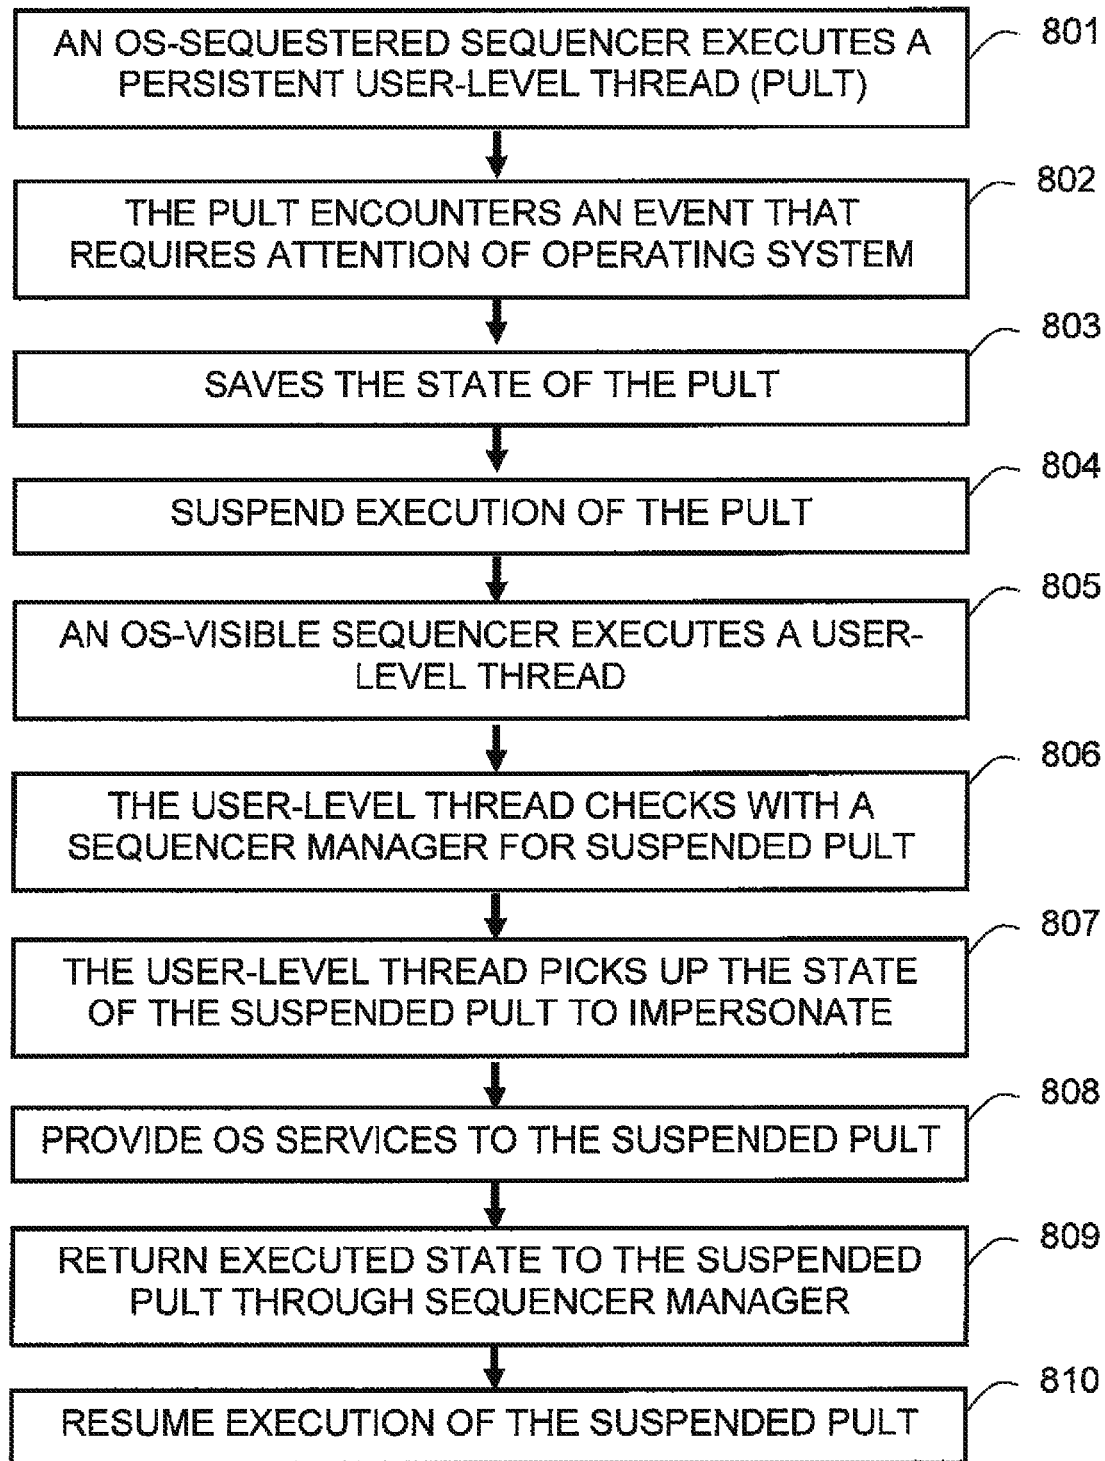 AN OS-SEQUESTERED SEQUENCER EXECUTES A
PERSISTENT USER-LEVEL THREAD (PULT)
801
THE PULT ENCOUNTERS AN EVENT THAT
REQUIRES ATTENTION OF OPERATING SYSTEM
802
SAVES THE STATE OF THE PULT
803
SUSPEND EXECUTION OF THE PULT
804
AN OS-VISIBLE SEQUENCER EXECUTES A USER-
LEVEL THREAD
805
THE USER-LEVEL THREAD CHECKS WITH A
SEQUENCER MANAGER FOR SUSPENDED PULT
806
THE USER-LEVEL THREAD PICKS UP THE STATE
OF THE SUSPENDED PULT TO IMPERSONATE
807
PROVIDE OS SERVICES TO THE SUSPENDED PULT
808
RETURN EXECUTED STATE TO THE SUSPENDED
PULT THROUGH SEQUENCER MANAGER
809
RESUME EXECUTION OF THE SUSPENDED PULT
810